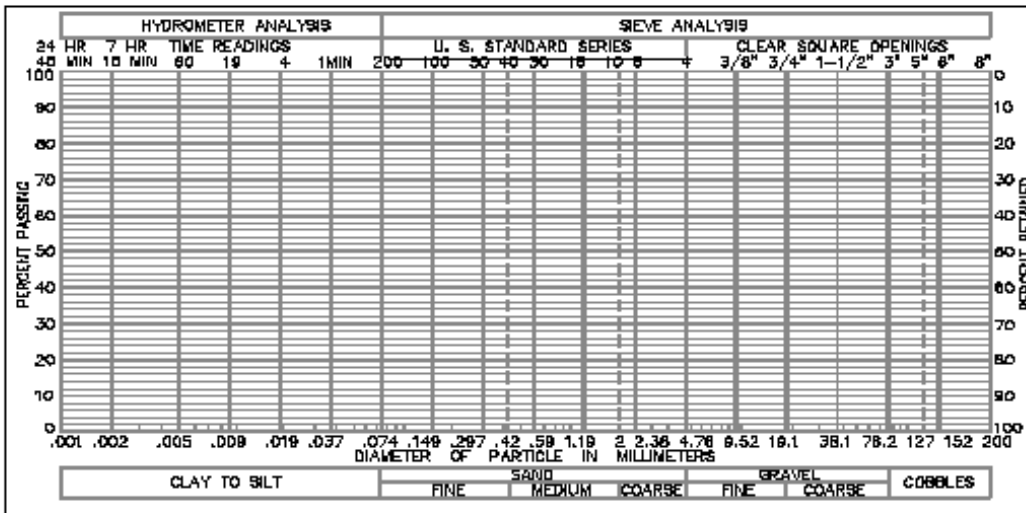 HYDROMETER ANALYSIS SIEVE ANALYSIS
24 HR 7 HR TIME READINGS U. S. STANDARD SERIES CLEAR SQUARE OPENINGS
MIN MIN 60 19 4 1MIN 200 100 50 40 30 16 10 8 4 3/8" 3/4" 1-1/2" 3" 5" 6" 8"
100 0
90 10
80 20
70 30
60 40
50 50
40 60
30 70
20 80
10 90
0 100
PERCENT PASSING
PERCENT RETAINED
.001 .002 .005 .009 .019 .037 .074 .149 .297 .42 .59 1.19 2 2.38 4.76 9.52 19.1 38.1 76.2 127 152 200
DIAMETER OF PARTICLE IN MILLIMETERS
CLAY TO SILT SAND GRAVEL COBBLES
FINE MEDIUM COARSE FINE COARSE